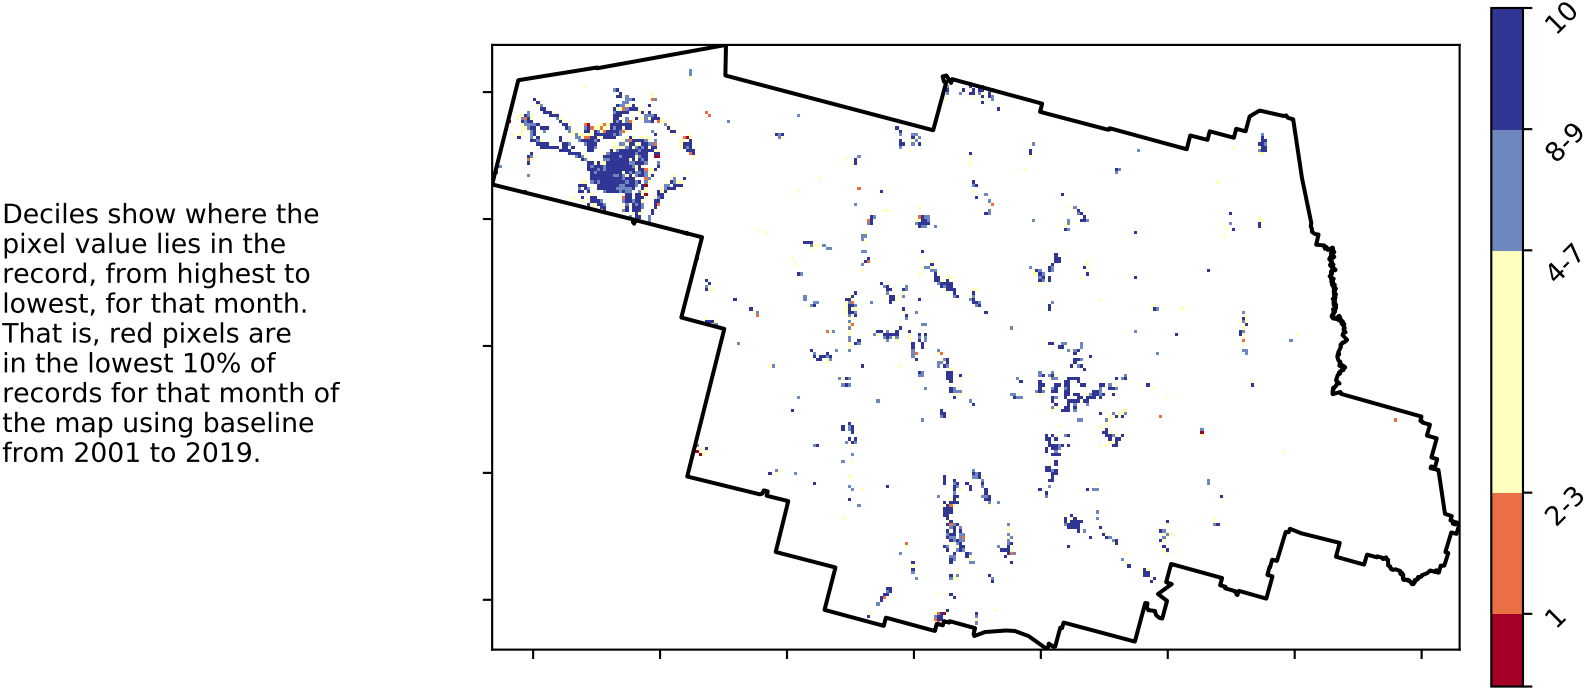 Deciles show where the
pixel value lies in the
record, from highest to
lowest, for that month.
That is, red pixels are
in the lowest 10% of
records for that month of
the map using baseline
from 2001 to 2019.
10
8-9
4-7
2-3
1